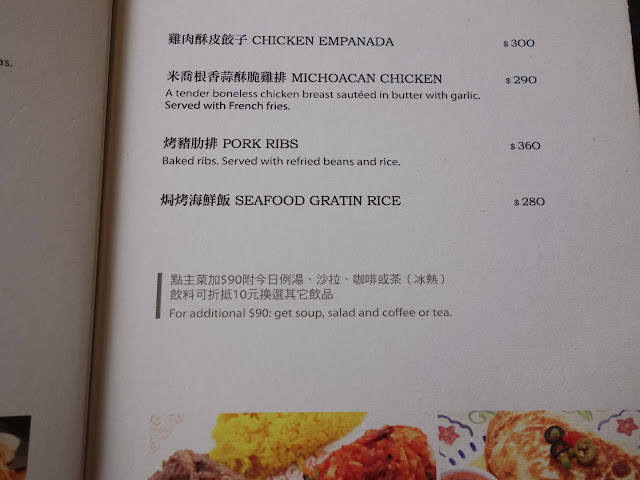 as.
雞肉酥皮餃子 CHICKEN EMPANADA $300
米喬根香蒜酥脆雞排 MICHOACAN CHICKEN $290
A tender boneless chicken breast sautéed in butter with garlic.
Served with French fries.
烤豬肋排 PORK RIBS $360
Baked ribs. Served with refried beans and rice.
焗烤海鮮飯 SEAFOOD GRATIN RICE $280
點主菜加$90附今日例湯、沙拉、咖啡或茶(冰熱)
飲料可折抵10元換選其它飲品
For additional $90: get soup, salad and coffee or tea.